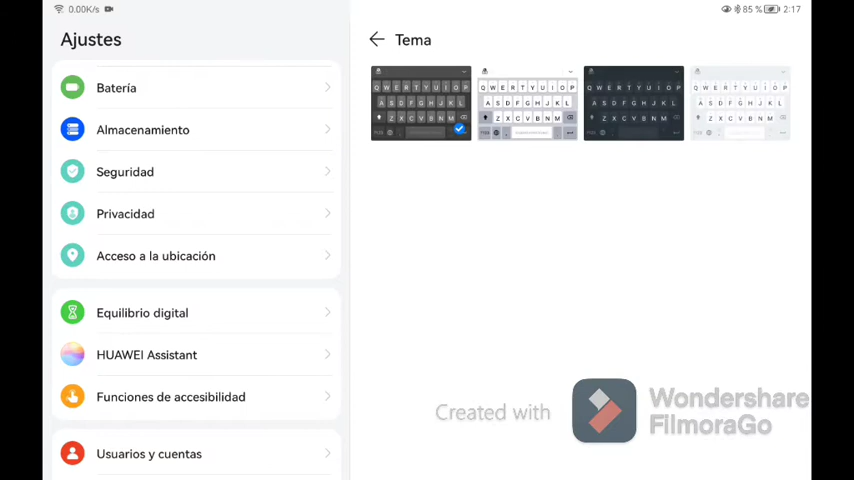 0.00K/s
85 % 2:17
Ajustes
Batería
Almacenamiento
Seguridad
Privacidad
Acceso a la ubicación
Equilibrio digital
HUAWEI Assistant
Funciones de accesibilidad
Usuarios y cuentas
Tema
Q W E R T Y U I O P
A S D F G H J K L
Z X C V B N M
Q W E R T Y U I O P
A S D F G H J K L
Z X C V B N M
Q W E R T Y U I O P
A S D F G H J K L
Z X C V B N M
Q W E R T Y U I O P
A S D F G H J K L
Z X C V B N M
Created with
Wondershare
FilmoraGo